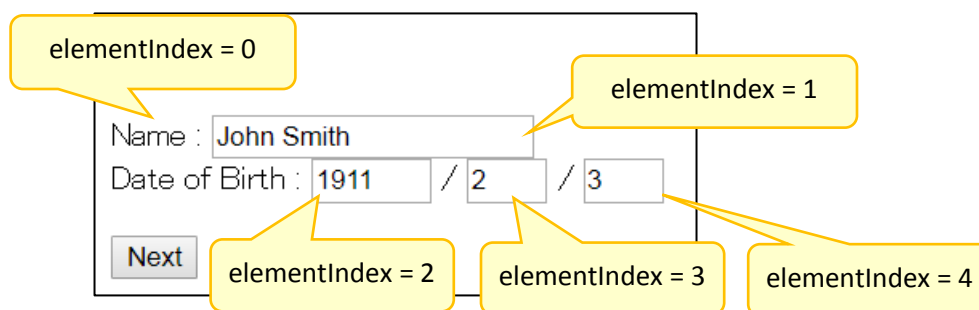 elementIndex = 0
elementIndex = 1
Name : John Smith
Date of Birth : 1911 / 2 / 3
Next
elementIndex = 2
elementIndex = 3
elementIndex = 4